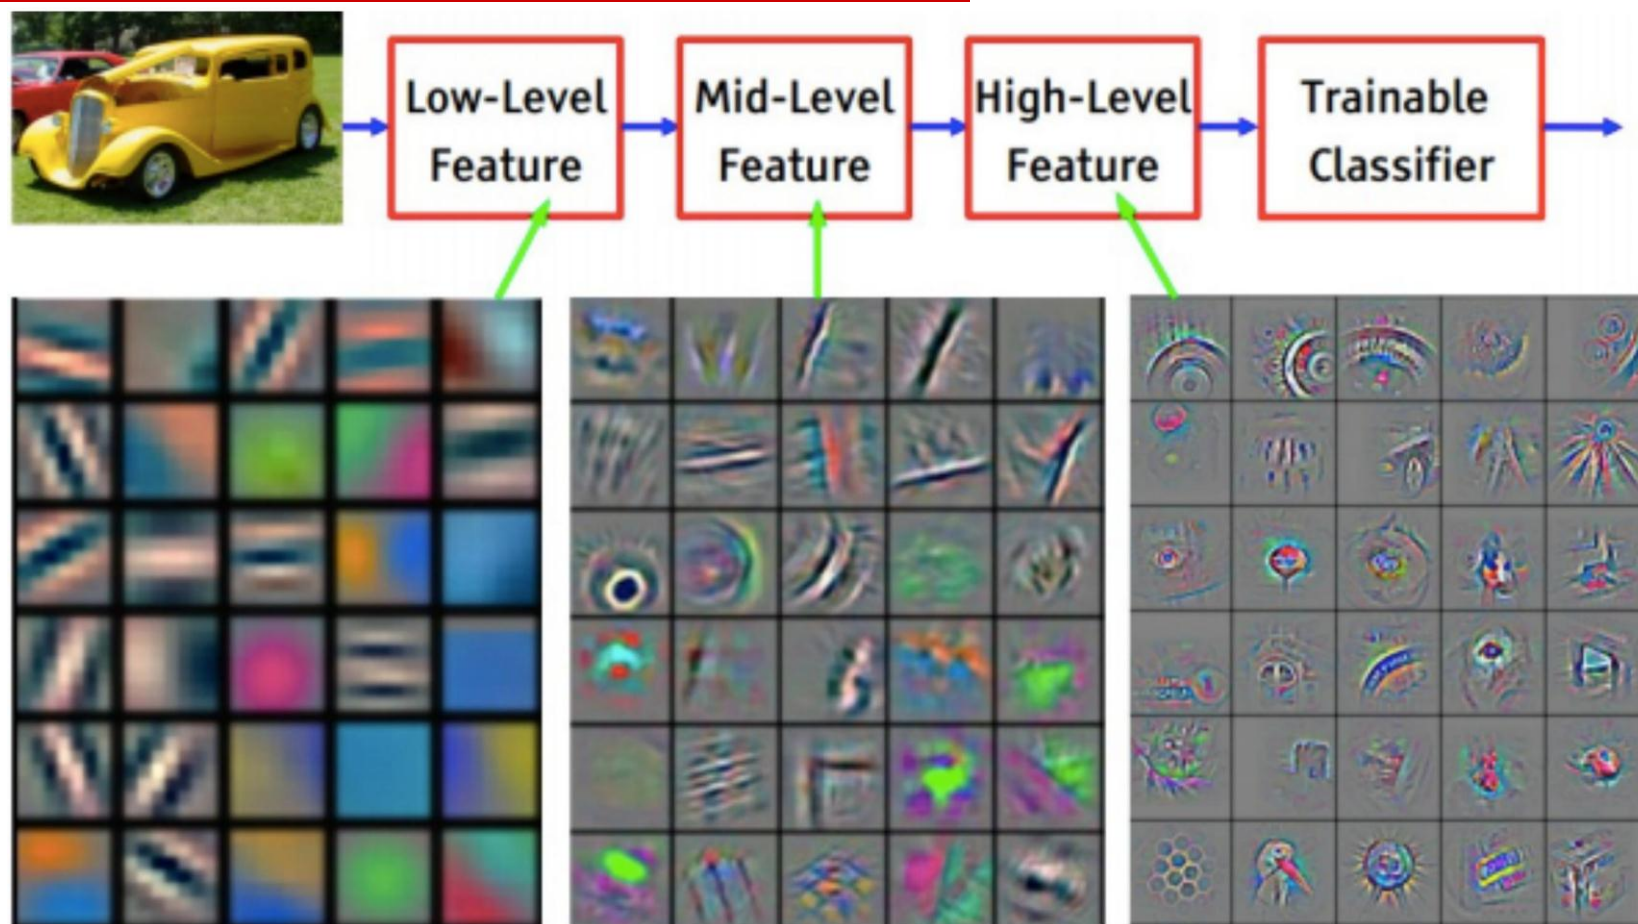 Low-Level
Feature
Mid-Level
Feature
High-Level
Feature
Trainable
Classifier